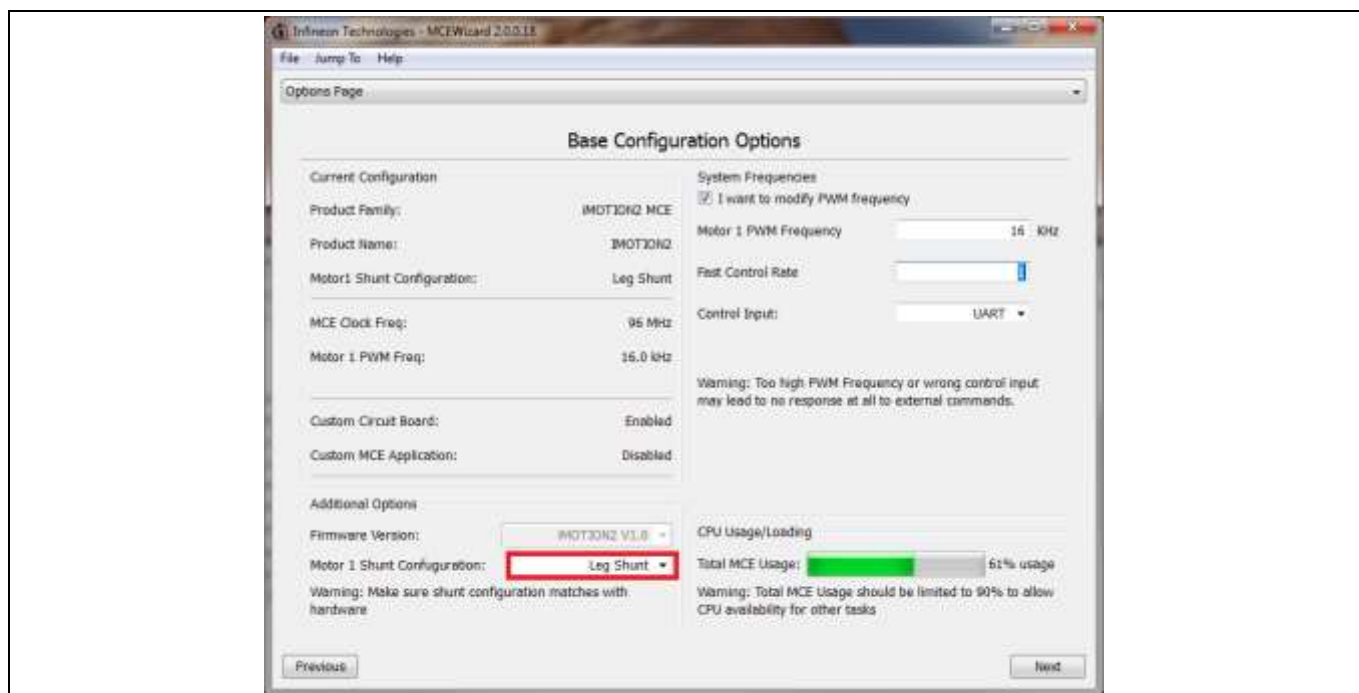 Infineon Technologies - MCEWizard 2.0.0.18
File Jump To Help
Options Page
Base Configuration Options
Current Configuration
Product Family: iMOTION2 MCE
Product Name: IMOTION2
Motor1 Shunt Configuration: Leg Shunt
MCE Clock Freq: 96 MHz
Motor 1 PWM Freq: 16.0 kHz
Custom Circuit Board: Enabled
Custom MCE Application: Disabled
Additional Options
Firmware Version: iMOTION2 V1.0
Motor 1 Shunt Confuguration: Leg Shunt
Warning: Make sure shunt configuration matches with
hardware
System Frequencies
I want to modify PWM frequency
Motor 1 PWM Frequency 16 KHz
Fast Control Rate 1
Control Input: UART
Warning: Too high PWM Frequency or wrong control input
may lead to no response at all to external commands.
CPU Usage/Loading
Total MCE Usage: 61% usage
Warning: Total MCE Usage should be limited to 90% to allow
CPU availability for other tasks
Previous
Next